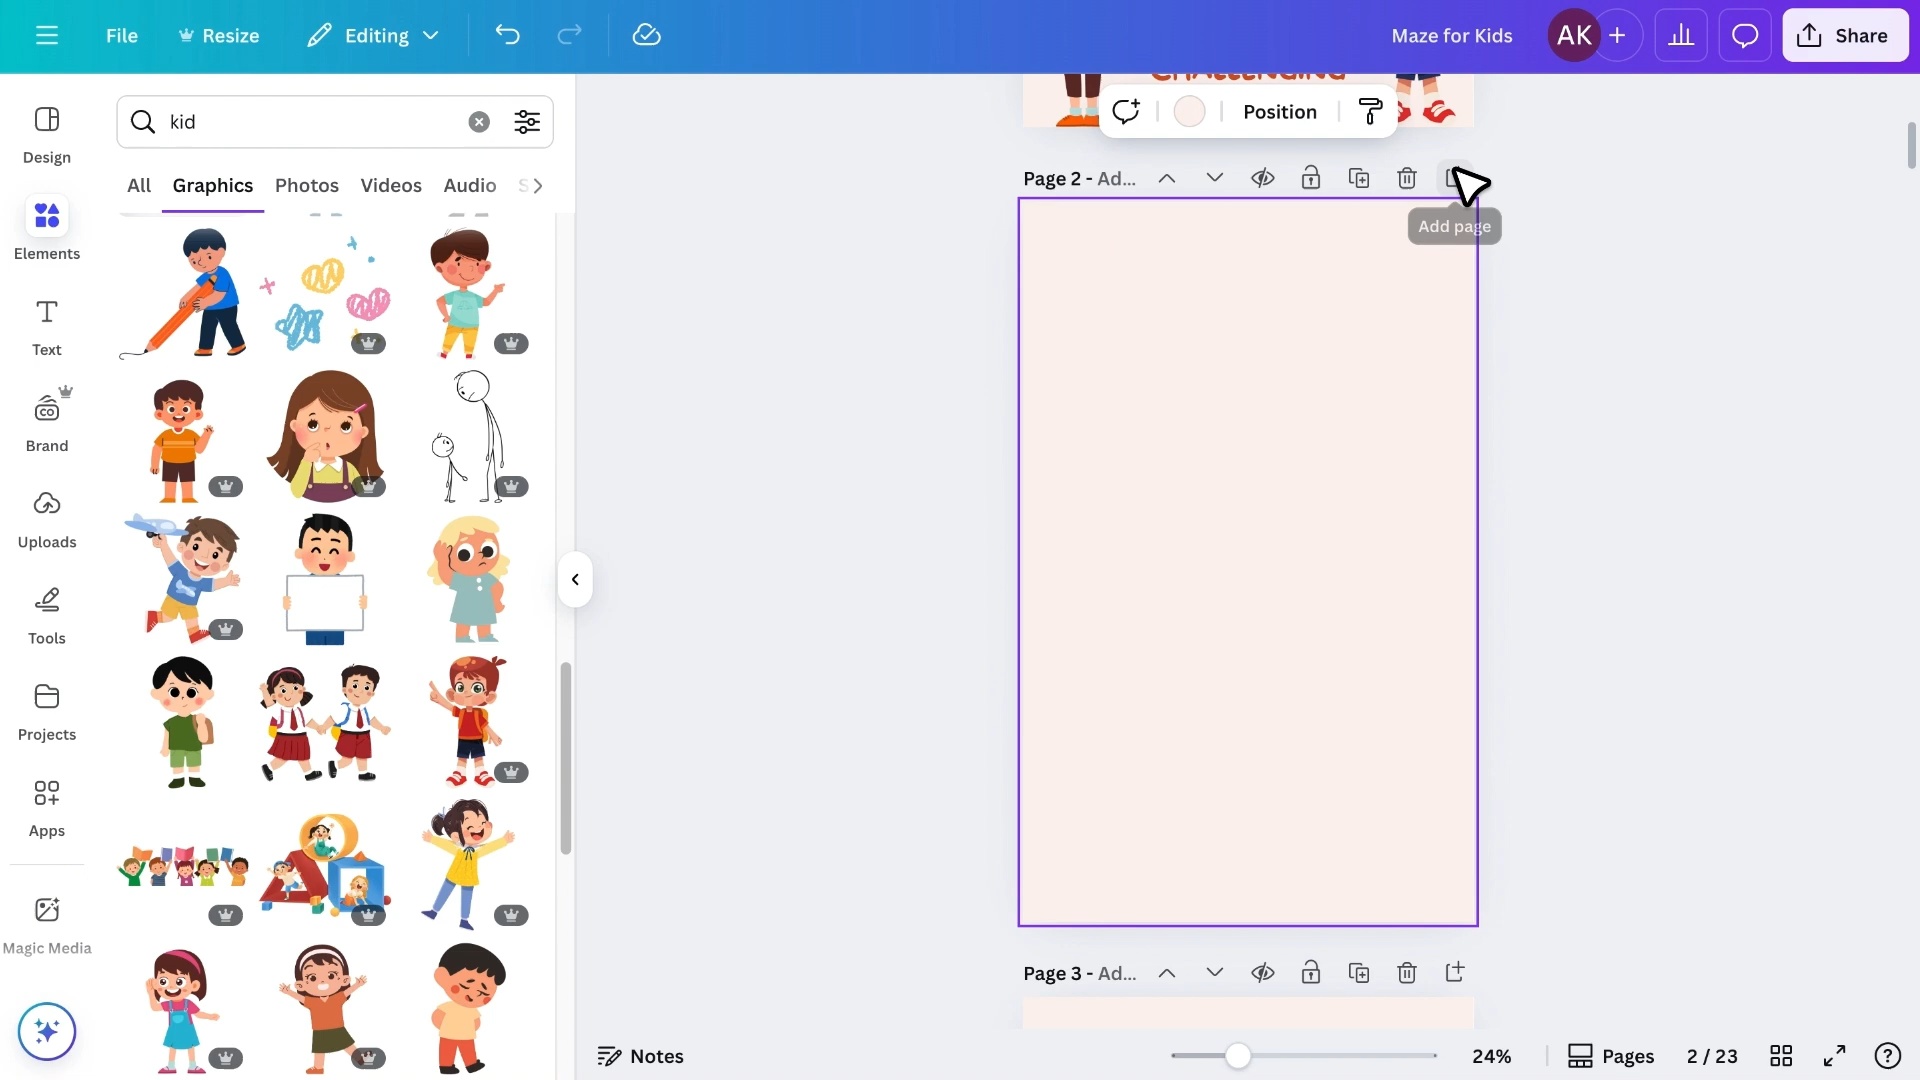 File
Resize
Editing
Maze for Kids
AK
Share
Design
Elements
Text
Brand
Uploads
Tools
Projects
Apps
Magic Media
kid
All
Graphics
Photos
Videos
Audio
S
CHALLENGING
Position
Page 2 - Ad...
Add page
Page 3 - Ad...
Notes
24%
Pages
2 / 23